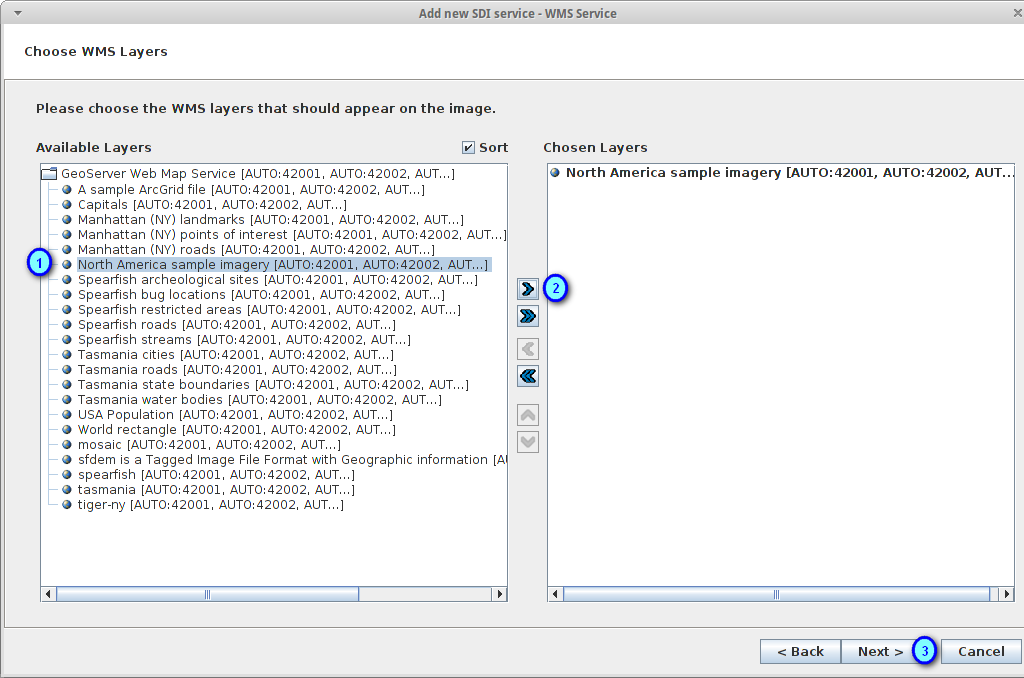 Add new SDI service - WMS Service
Choose WMS Layers
Please choose the WMS layers that should appear on the image.
Available Layers
Sort
Chosen Layers
GeoServer Web Map Service [AUTO:42001, AUTO:42002, AUT...]
A sample ArcGrid file [AUTO:42001, AUTO:42002, AUT...]
Capitals [AUTO:42001, AUTO:42002, AUT...]
Manhattan (NY) landmarks [AUTO:42001, AUTO:42002, AUT...]
Manhattan (NY) points of interest [AUTO:42001, AUTO:42002, AUT...]
Manhattan (NY) roads [AUTO:42001, AUTO:42002, AUT...]
1
North America sample imagery [AUTO:42001, AUTO:42002, AUT...]
Spearfish archeological sites [AUTO:42001, AUTO:42002, AUT...]
Spearfish bug locations [AUTO:42001, AUTO:42002, AUT...]
Spearfish restricted areas [AUTO:42001, AUTO:42002, AUT...]
Spearfish roads [AUTO:42001, AUTO:42002, AUT...]
Spearfish streams [AUTO:42001, AUTO:42002, AUT...]
Tasmania cities [AUTO:42001, AUTO:42002, AUT...]
Tasmania roads [AUTO:42001, AUTO:42002, AUT...]
Tasmania state boundaries [AUTO:42001, AUTO:42002, AUT...]
Tasmania water bodies [AUTO:42001, AUTO:42002, AUT...]
USA Population [AUTO:42001, AUTO:42002, AUT...]
World rectangle [AUTO:42001, AUTO:42002, AUT...]
mosaic [AUTO:42001, AUTO:42002, AUT...]
sfdem is a Tagged Image File Format with Geographic information [AU
spearfish [AUTO:42001, AUTO:42002, AUT...]
tasmania [AUTO:42001, AUTO:42002, AUT...]
tiger-ny [AUTO:42001, AUTO:42002, AUT...]
2
North America sample imagery [AUTO:42001, AUTO:42002, AUT...
< Back
Next >
3
Cancel